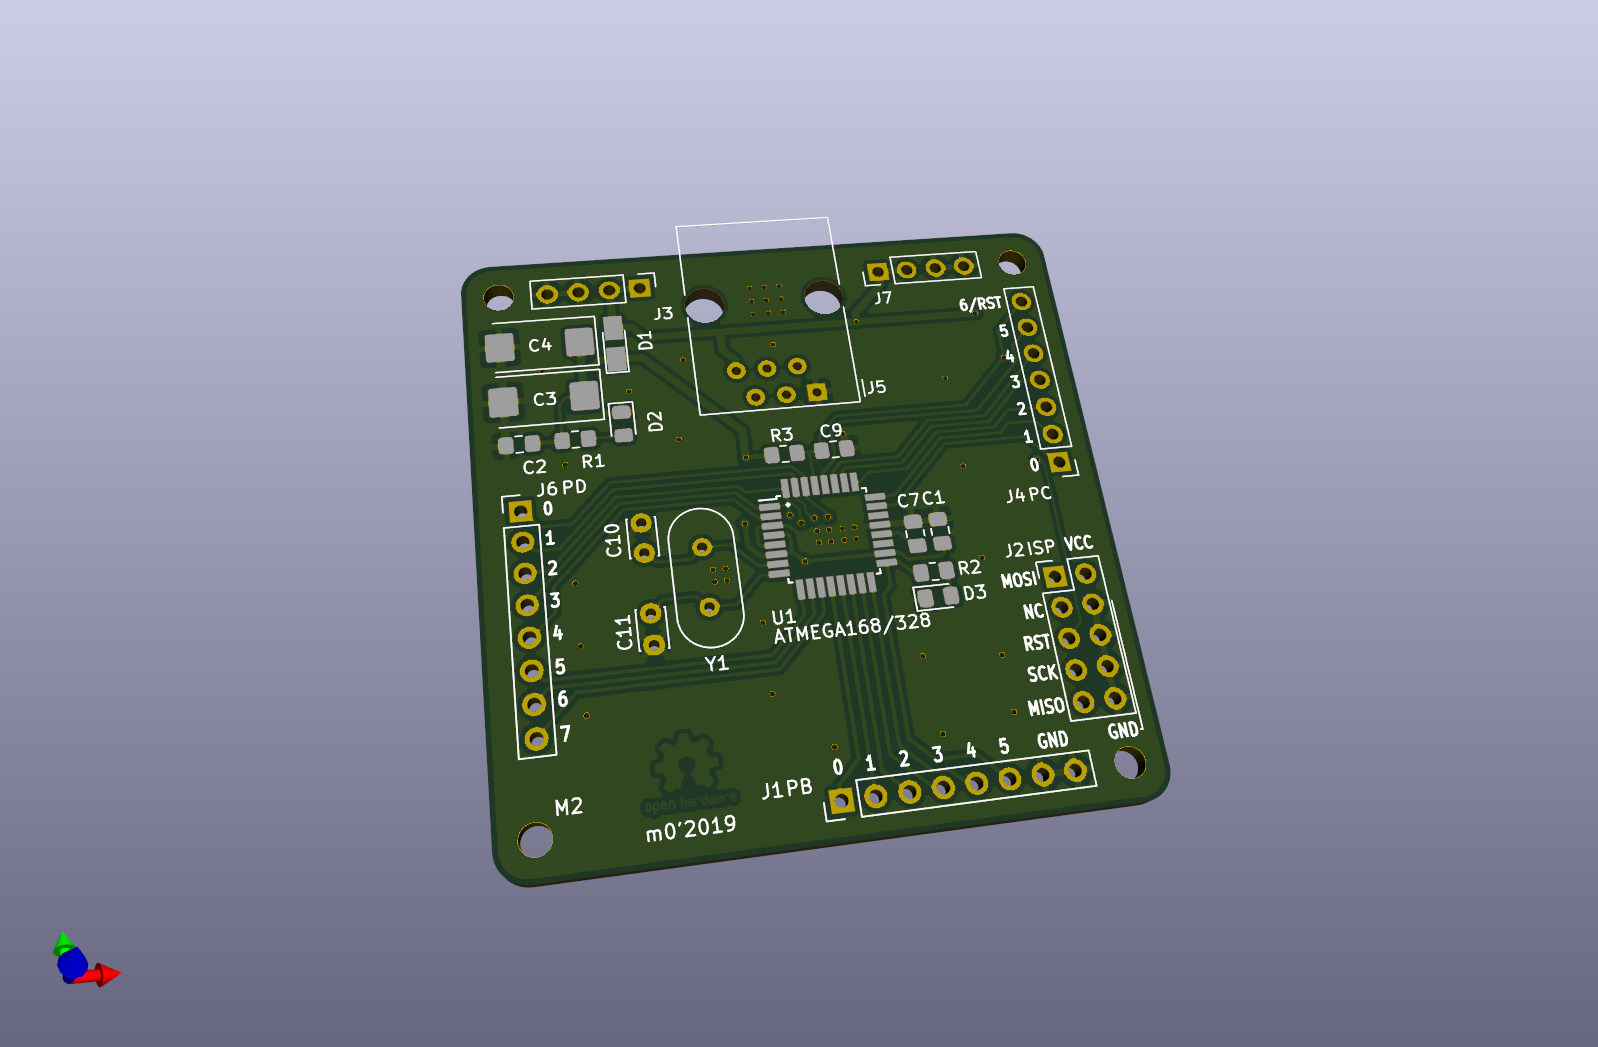 J3
J7
6/RST
C4
D1
5
4
C3
J5
3
D2
2
R3
C9
1
C2
R1
0
J6 PD
J4 PC
0
C7 C1
1
C10
J2 ISP
VCC
2
R2
MOSI
3
D3
NC
4
C11
U1
ATMEGA168/328
RST
5
Y1
SCK
6
MISO
7
0
1
2
3
4
5
GND
GND
J1 PB
open hardware
M2
m0'2019